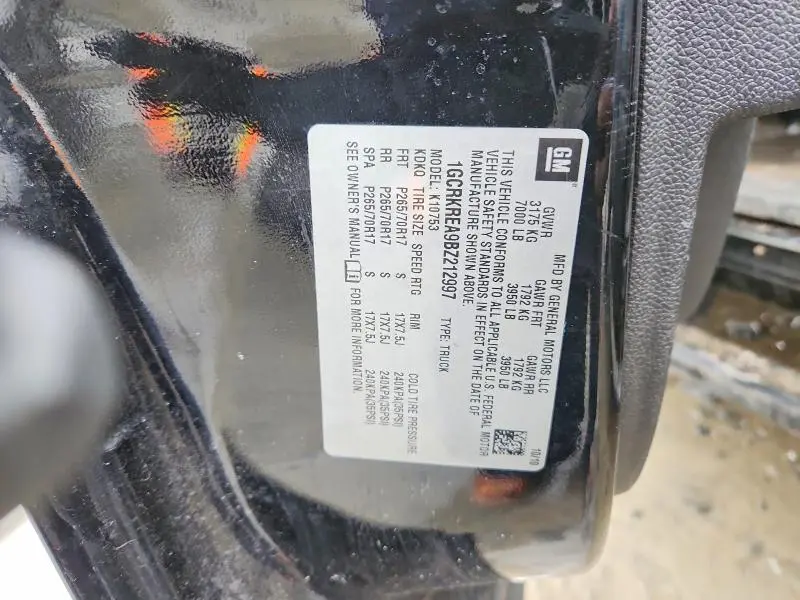 GM
MFD BY GENERAL MOTORS LLC 10/10
GVWR GAWR FRT GAWR RR
3175 KG 1792 KG 1792 KG
7000 LB 3950 LB 3950 LB
THIS VEHICLE CONFORMS TO ALL APPLICABLE U.S. FEDERAL MOTOR
VEHICLE SAFETY STANDARDS IN EFFECT ON THE DATE OF
MANUFACTURE SHOWN ABOVE.
1GCRKREA9BZ212997 TYPE: TRUCK
MODEL: K10753
KDKQ TIRE SIZE SPEED RTG RIM COLD TIRE PRESSURE
FRT P265/70R17 S 17X7.5J 240KPA(35PSI)
RR P265/70R17 S 17X7.5J 240KPA(35PSI)
SPA P265/70R17 S 17X7.5J 240KPA(35PSI)
SEE OWNER'S MANUAL i FOR MORE INFORMATION.